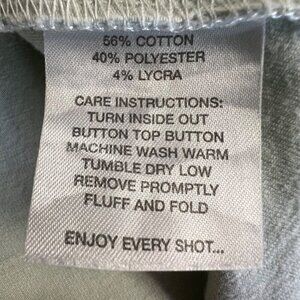 56% COTTON
40% POLYESTER
4% LYCRA
CARE INSTRUCTIONS:
TURN INSIDE OUT
BUTTON TOP BUTTON
MACHINE WASH WARM
TUMBLE DRY LOW
REMOVE PROMPTLY
FLUFF AND FOLD
ENJOY EVERY SHOT...